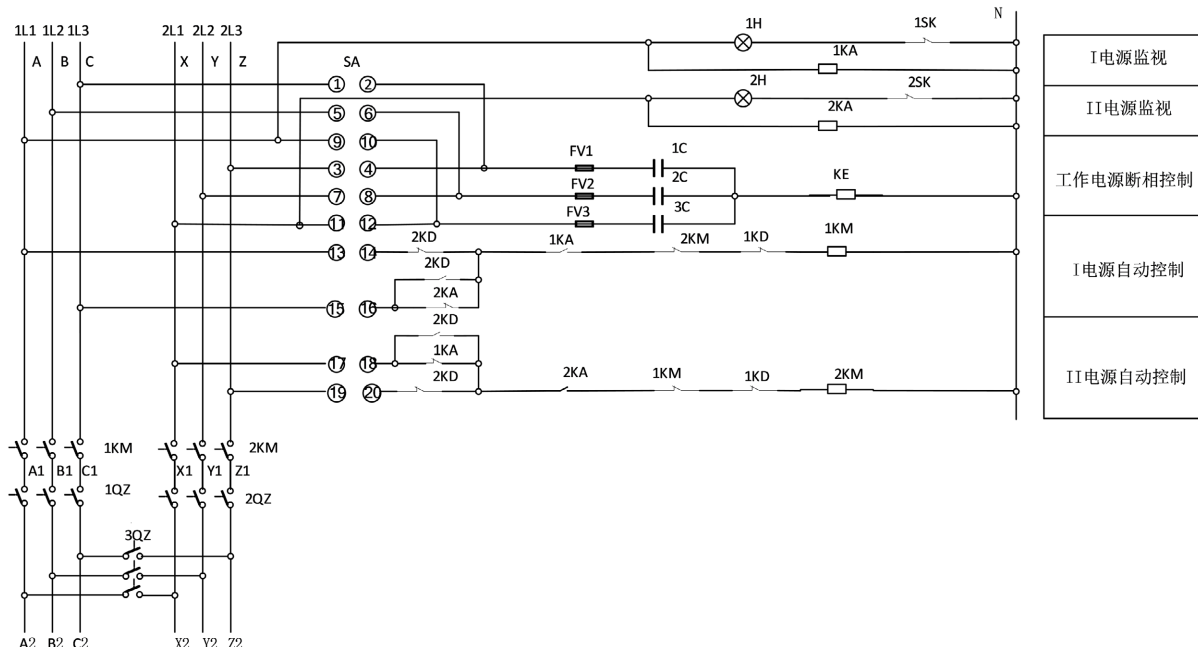 N
1L1 1L2 1L3 2L1 2L2 2L3 1H 1SK
A B C X Y Z SA 1KA
I电源监视
① ② 2H 2SK
⑤ ⑥ 2KA
II电源监视
⑨ ⑩
③ ④ FV1 1C
⑦ ⑧ FV2 2C KE
工作电源断相控制
⑪ ⑫ FV3 3C
⑬ ⑭ 2KD 1KA 2KM 1KD 1KM
2KD
I电源自动控制
⑮ ⑯ 2KA
2KD
⑰ ⑱ 1KA
⑲ ⑳ 2KD 2KA 1KM 1KD 2KM
II电源自动控制
1KM 2KM
A1 B1 C1 X1 Y1 Z1
1QZ 2QZ
3QZ
A2 B2 C2 X2 Y2 Z2